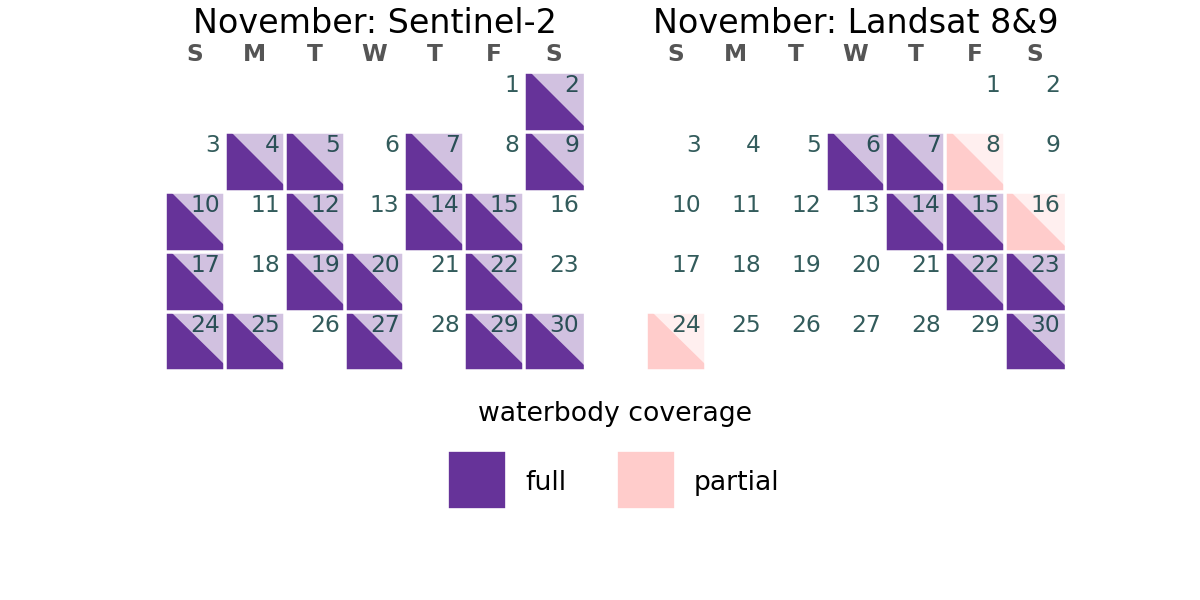 November: Sentinel-2
S M T W T F S
1 2
3 4 5 6 7 8 9
10 11 12 13 14 15 16
17 18 19 20 21 22 23
24 25 26 27 28 29 30
November: Landsat 8&9
S M T W T F S
1 2
3 4 5 6 7 8 9
10 11 12 13 14 15 16
17 18 19 20 21 22 23
24 25 26 27 28 29 30
waterbody coverage
full partial